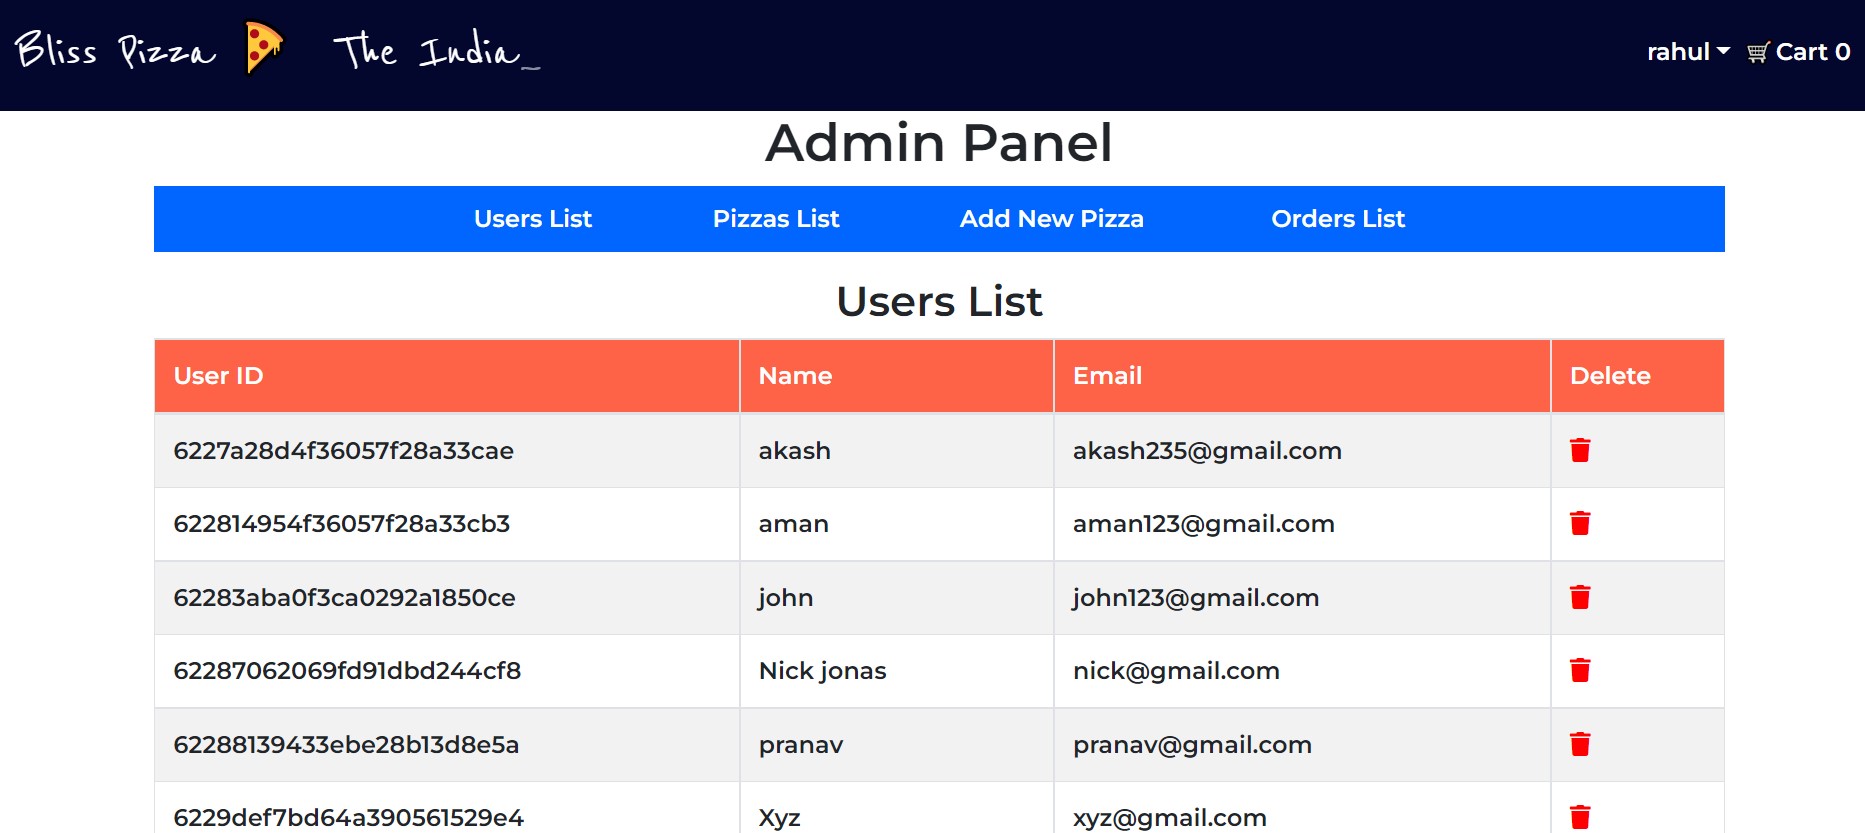 Bliss Pizza The India_
rahul Cart 0
Admin Panel
Users List Pizzas List Add New Pizza Orders List
Users List
User ID Name Email Delete
6227a28d4f36057f28a33cae akash akash235@gmail.com
622814954f36057f28a33cb3 aman aman123@gmail.com
62283aba0f3ca0292a1850ce john john123@gmail.com
62287062069fd91dbd244cf8 Nick jonas nick@gmail.com
62288139433ebe28b13d8e5a pranav pranav@gmail.com
6229def7bd64a390561529e4 Xyz xyz@gmail.com